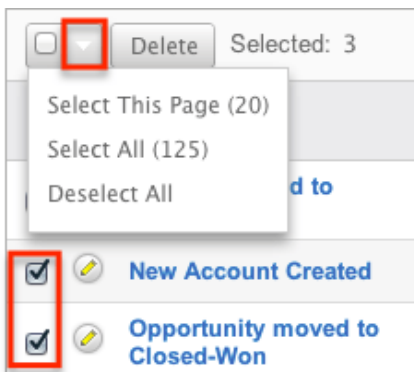 Delete Selected: 3
Select This Page (20)
Select All (125)
Deselect All
d to
New Account Created
Opportunity moved to
Closed-Won